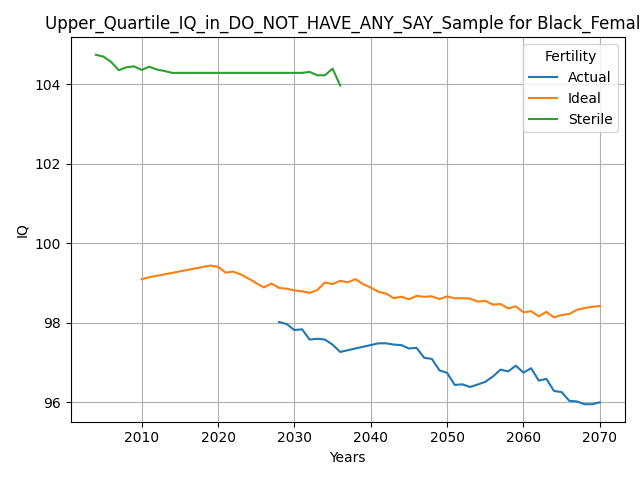 Upper_Quartile_IQ_in_DO_NOT_HAVE_ANY_SAY_Sample for Black_Femal
Fertility
Actual
Ideal
Sterile
104
102
100
98
96
IQ
2010 2020 2030 2040 2050 2060 2070
Years